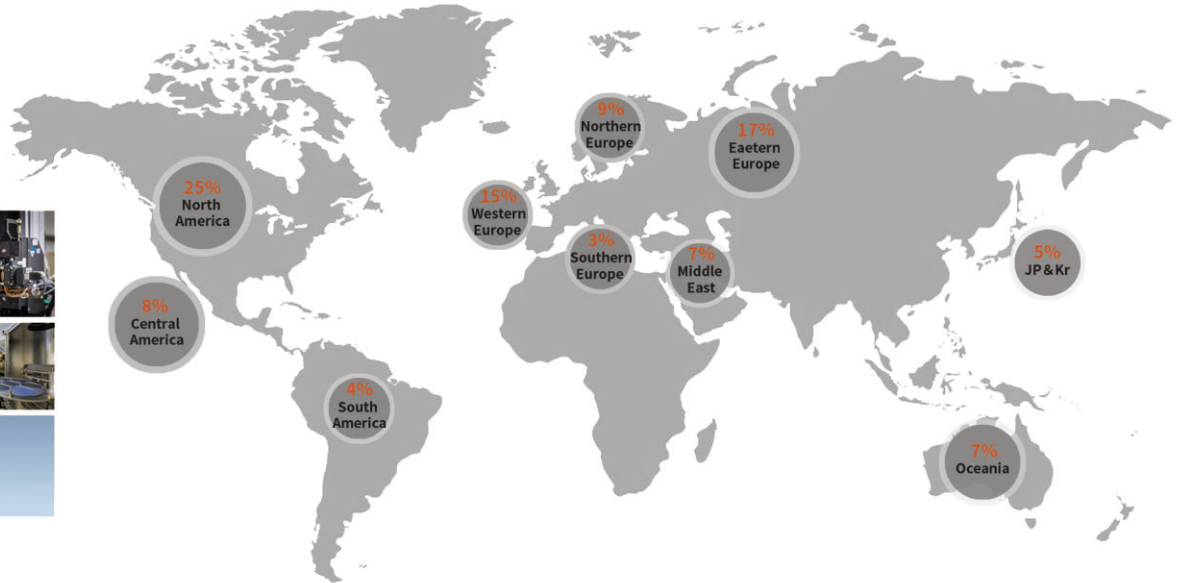 9%
Northern
Europe
17%
Eaetern
Europe
25%
North
America
15%
Western
Europe
3%
Southern
Europe
7%
Middle
East
5%
JP&Kr
8%
Central
America
4%
South
America
7%
Oceania